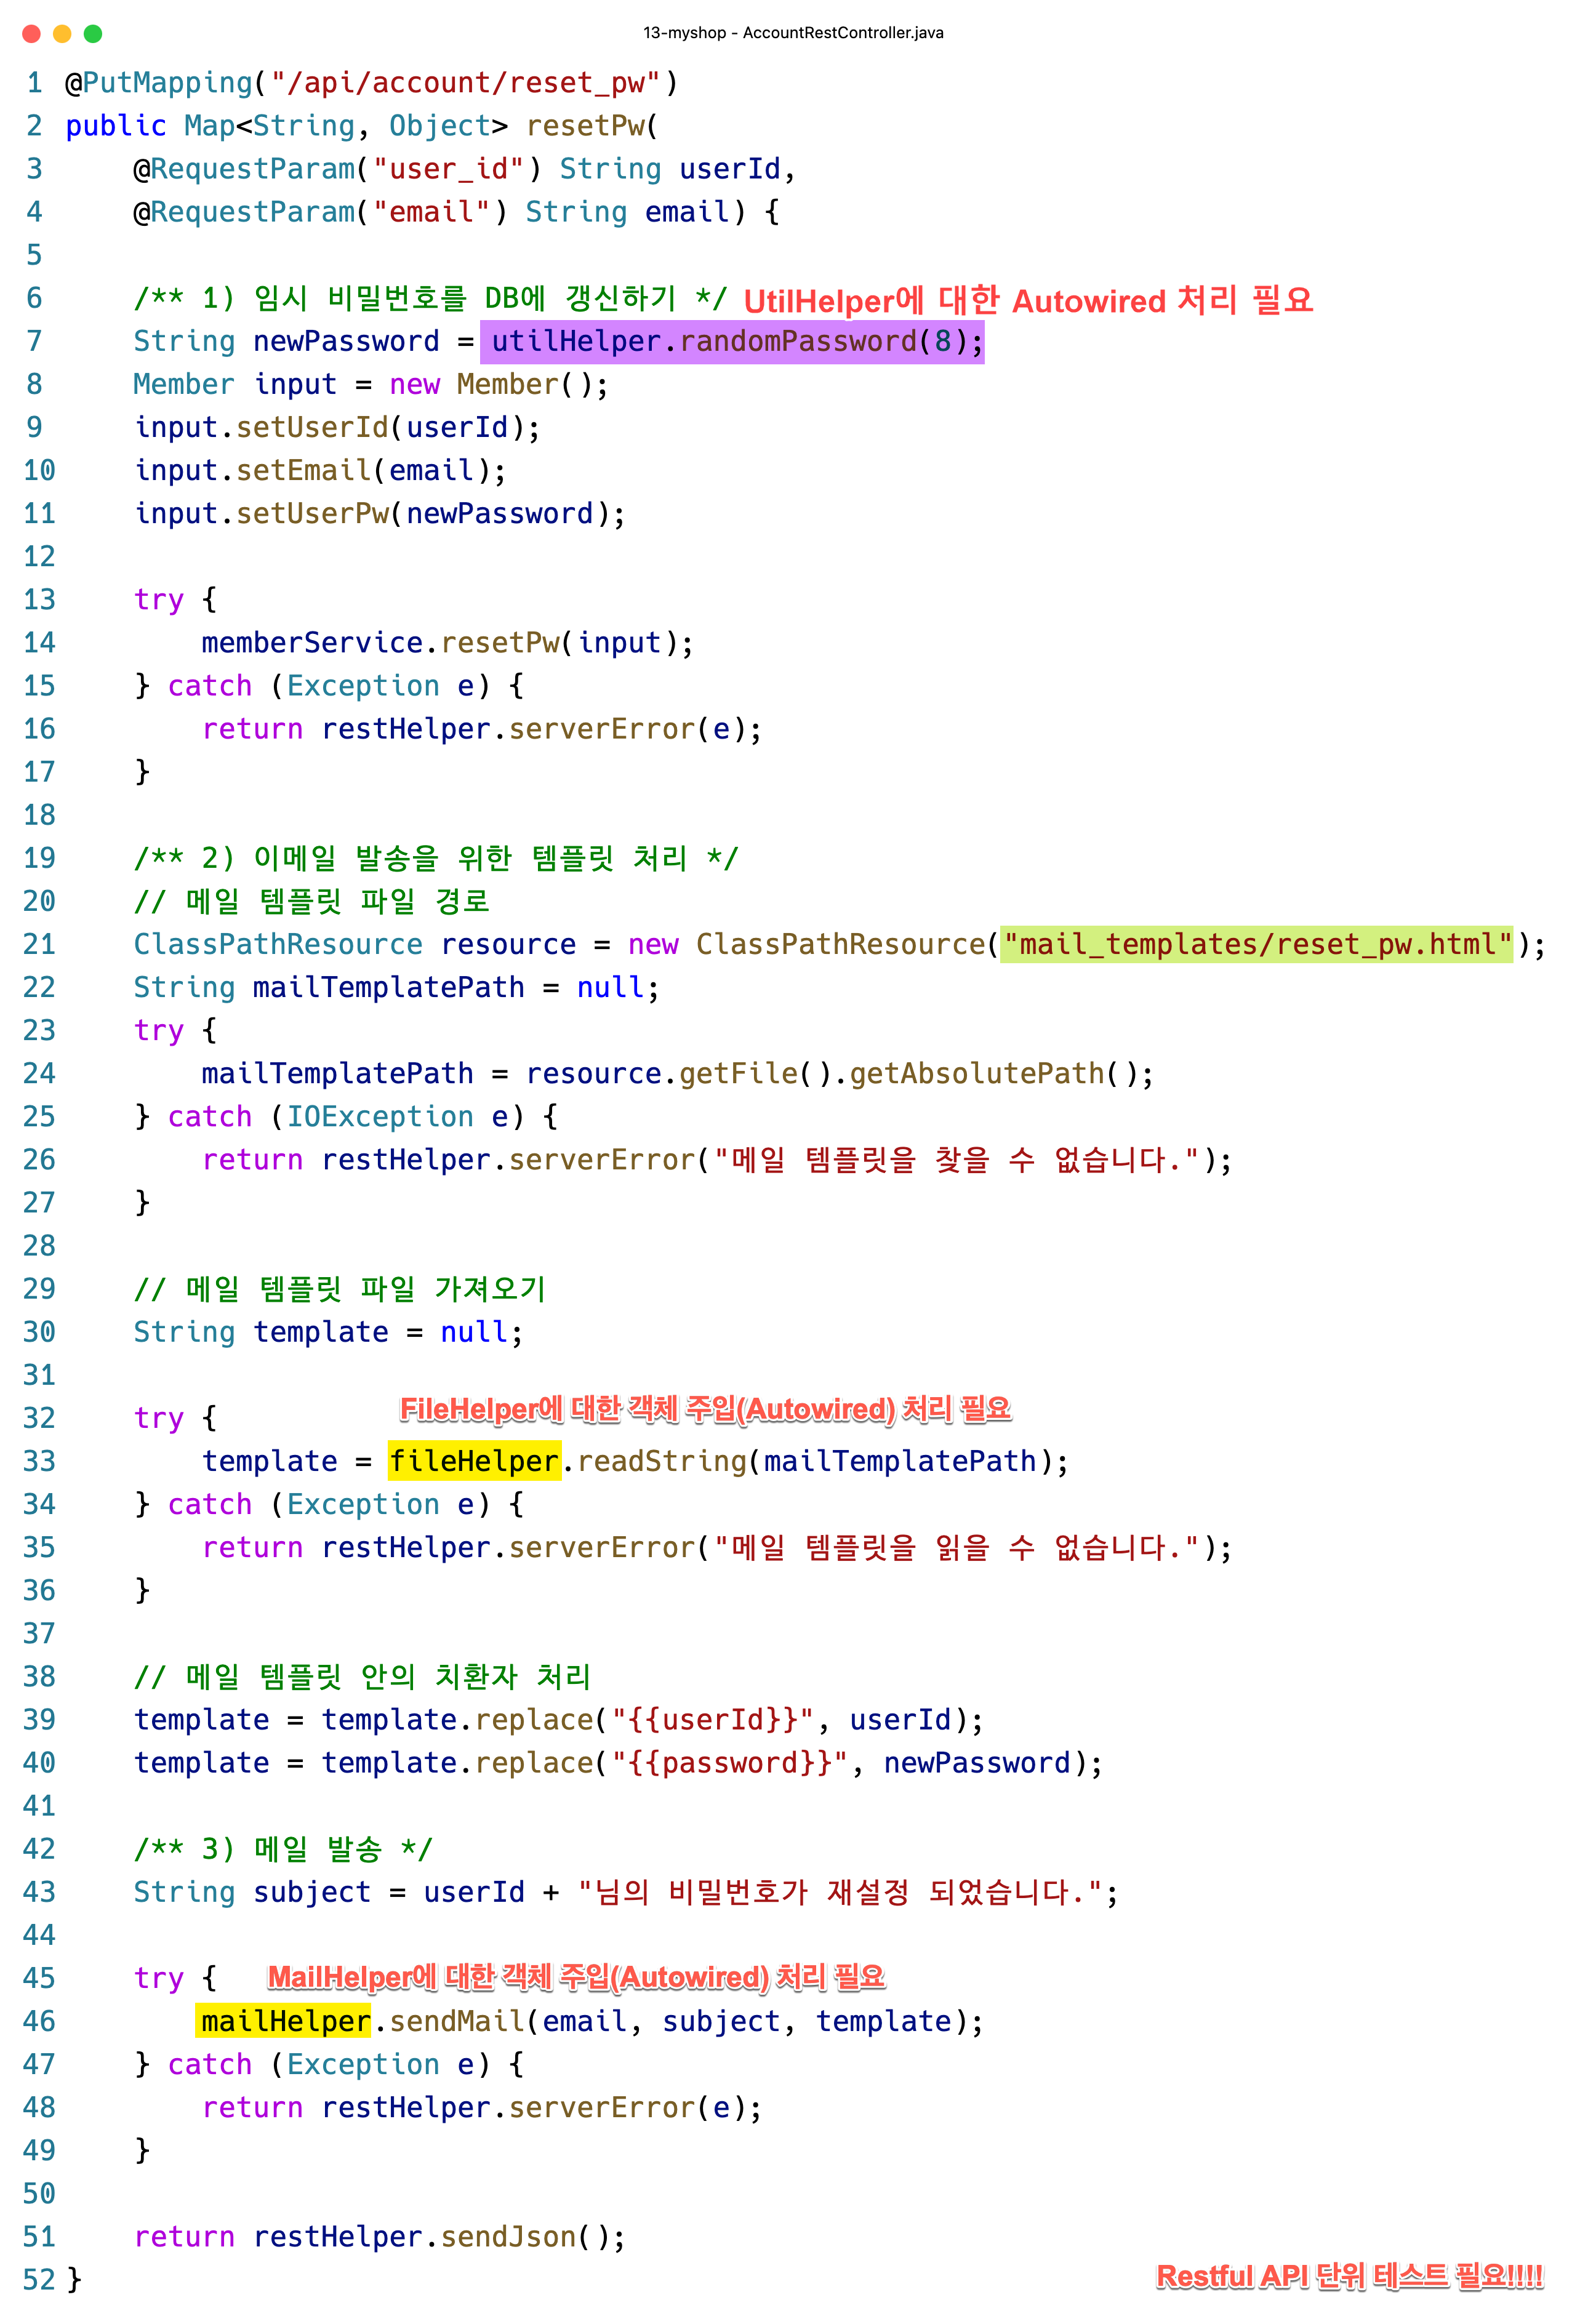 13-myshop - AccountRestController.java
1 @PutMapping("/api/account/reset_pw")
2 public Map<String, Object> resetPw(
3     @RequestParam("user_id") String userId,
4     @RequestParam("email") String email) {
5
6     /** 1) 임시 비밀번호를 DB에 갱신하기 */ UtilHelper에 대한 Autowired 처리 필요
7     String newPassword = utilHelper.randomPassword(8);
8     Member input = new Member();
9     input.setUserId(userId);
10     input.setEmail(email);
11     input.setUserPw(newPassword);
12
13     try {
14         memberService.resetPw(input);
15     } catch (Exception e) {
16         return restHelper.serverError(e);
17     }
18
19     /** 2) 이메일 발송을 위한 템플릿 처리 */
20     // 메일 템플릿 파일 경로
21     ClassPathResource resource = new ClassPathResource("mail_templates/reset_pw.html");
22     String mailTemplatePath = null;
23     try {
24         mailTemplatePath = resource.getFile().getAbsolutePath();
25     } catch (IOException e) {
26         return restHelper.serverError("메일 템플릿을 찾을 수 없습니다.");
27     }
28
29     // 메일 템플릿 파일 가져오기
30     String template = null;
31
FileHelper에 대한 객체 주입(Autowired) 처리 필요
32     try {
33         template = fileHelper.readString(mailTemplatePath);
34     } catch (Exception e) {
35         return restHelper.serverError("메일 템플릿을 읽을 수 없습니다.");
36     }
37
38     // 메일 템플릿 안의 치환자 처리
39     template = template.replace("{{userId}}", userId);
40     template = template.replace("{{password}}", newPassword);
41
42     /** 3) 메일 발송 */
43     String subject = userId + "님의 비밀번호가 재설정 되었습니다.";
44
45     try { MailHelper에 대한 객체 주입(Autowired) 처리 필요
46         mailHelper.sendMail(email, subject, template);
47     } catch (Exception e) {
48         return restHelper.serverError(e);
49     }
50
51     return restHelper.sendJson();
52 }
Restful API 단위 테스트 필요!!!!